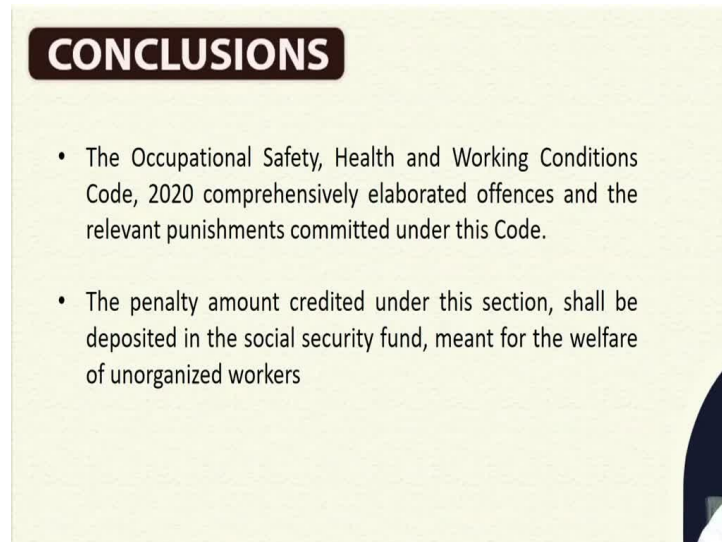 CONCLUSIONS
• The Occupational Safety, Health and Working Conditions
Code, 2020 comprehensively elaborated offences and the
relevant punishments committed under this Code.
• The penalty amount credited under this section, shall be
deposited in the social security fund, meant for the welfare
of unorganized workers